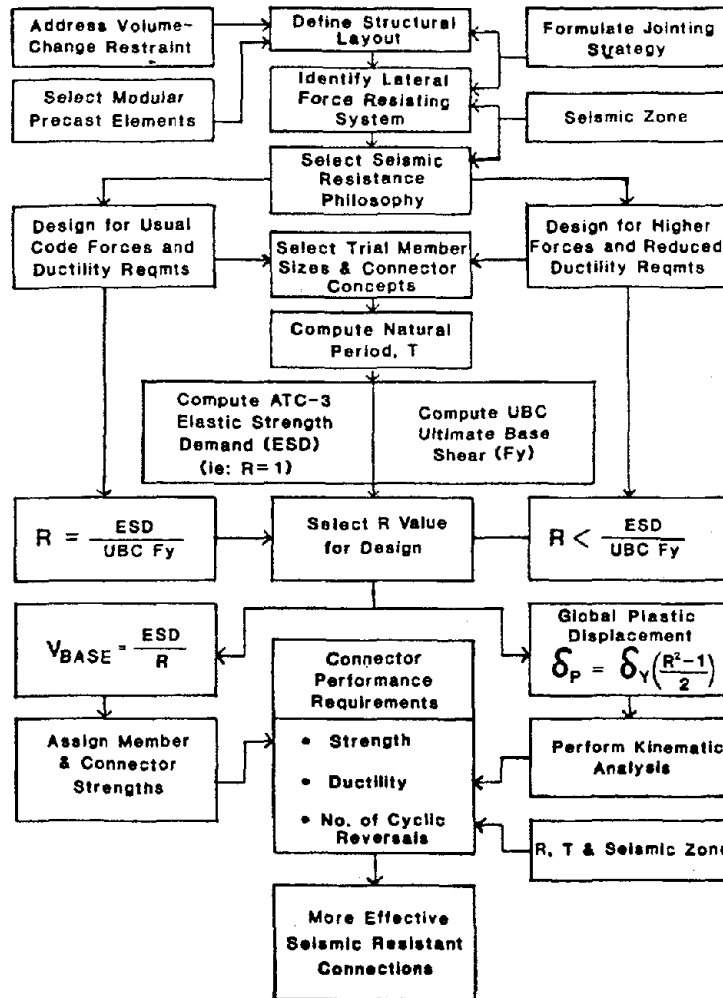 Address Volume-
Change Restraint
Define Structural
Layout
Formulate Jointing
Strategy
Select Modular
Precast Elements
Identify Lateral
Force Resisting
System
Seismic Zone
Select Seismic
Resistance
Philosophy
Design for Usual
Code Forces and
Ductility Reqmts
Select Trial Member
Sizes & Connector
Concepts
Design for Higher
Forces and Reduced
Ductility Reqmts
Compute Natural
Period, T
Compute ATC-3
Elastic Strength
Demand (ESD)
(ie: R=1)
Compute UBC
Ultimate Base
Shear (Fy)
R = ESD / UBC Fy
Select R Value
for Design
R < ESD / UBC Fy
VBASE = ESD / R
Connector
Performance
Requirements
• Strength
• Ductility
• No. of Cyclic
Reversals
Global Plastic
Displacement
δP = δY (R²-1 / 2)
Assign Member
& Connector
Strengths
Perform Kinematic
Analysis
R, T & Seismic Zone
More Effective
Seismic Resistant
Connections